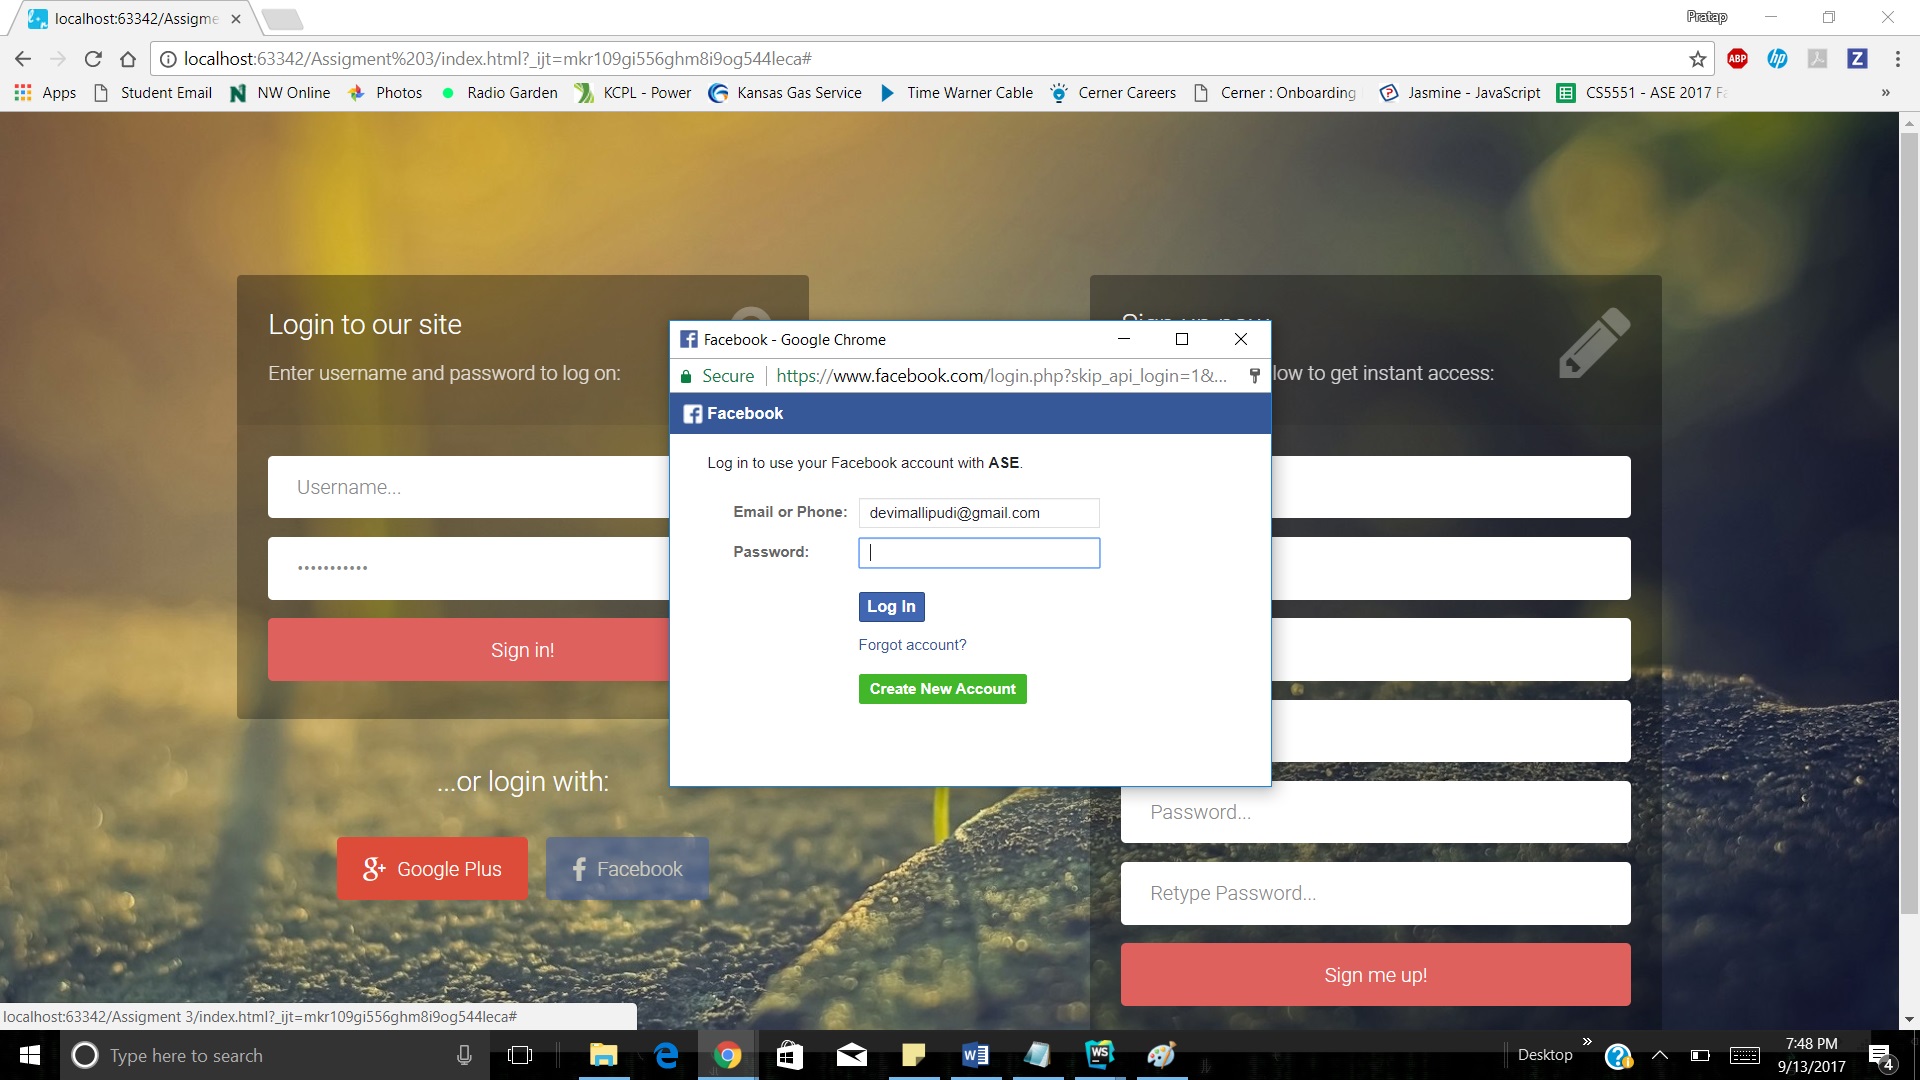 localhost:63342/Assigme
Pratap
localhost:63342/Assigment%203/index.html?_ijt=mkr109gi556ghm8i9og544leca#
ABP
hp
Z
Apps
Student Email
N
NW Online
Photos
Radio Garden
KCPL - Power
Kansas Gas Service
Time Warner Cable
Cerner Careers
Cerner : Onboarding
Jasmine - JavaScript
CS5551 - ASE 2017 Fa
»
Login to our site
Enter username and password to log on:
Username...
Sign in!
...or login with:
g+ Google Plus
f Facebook
Facebook - Google Chrome
Secure
https://www.facebook.com/login.php?skip_api_login=1&...
Facebook
Log in to use your Facebook account with ASE.
Email or Phone:
devimallipudi@gmail.com
Password:
Log In
Forgot account?
Create New Account
low to get instant access:
Password...
Retype Password...
Sign me up!
localhost:63342/Assigment 3/index.html?_ijt=mkr109gi556ghm8i9og544leca#
Type here to search
WS
Desktop
»
7:48 PM
9/13/2017
4